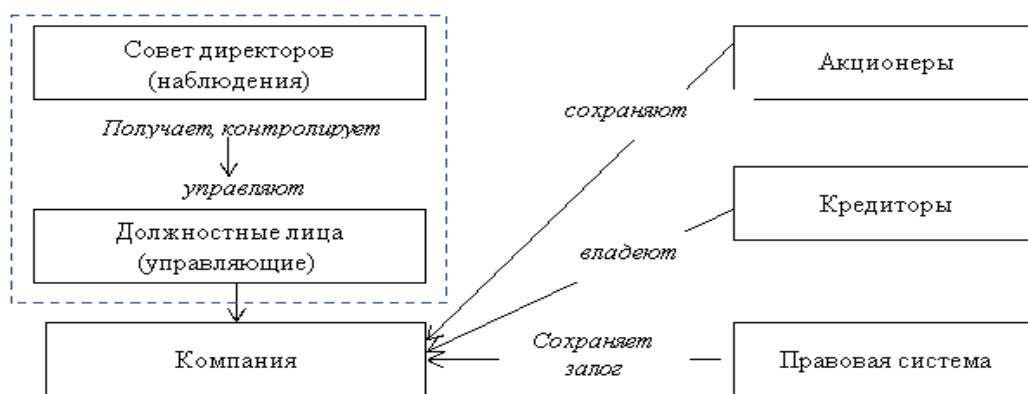 Совет директоров
(наблюдения)
Получает, контролирует
управляют
Должностные лица
(управляющие)
Компания
сохраняют
владеют
Сохраняет
залог
Акционеры
Кредиторы
Правовая система